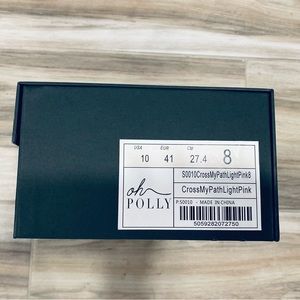 USA EUR CM
10 41 27.4 8
S0010CrossMyPathLightPink8
CrossMyPathLightPink
oh
POLLY
P.S0010 - MADE IN CHINA
5059282072750